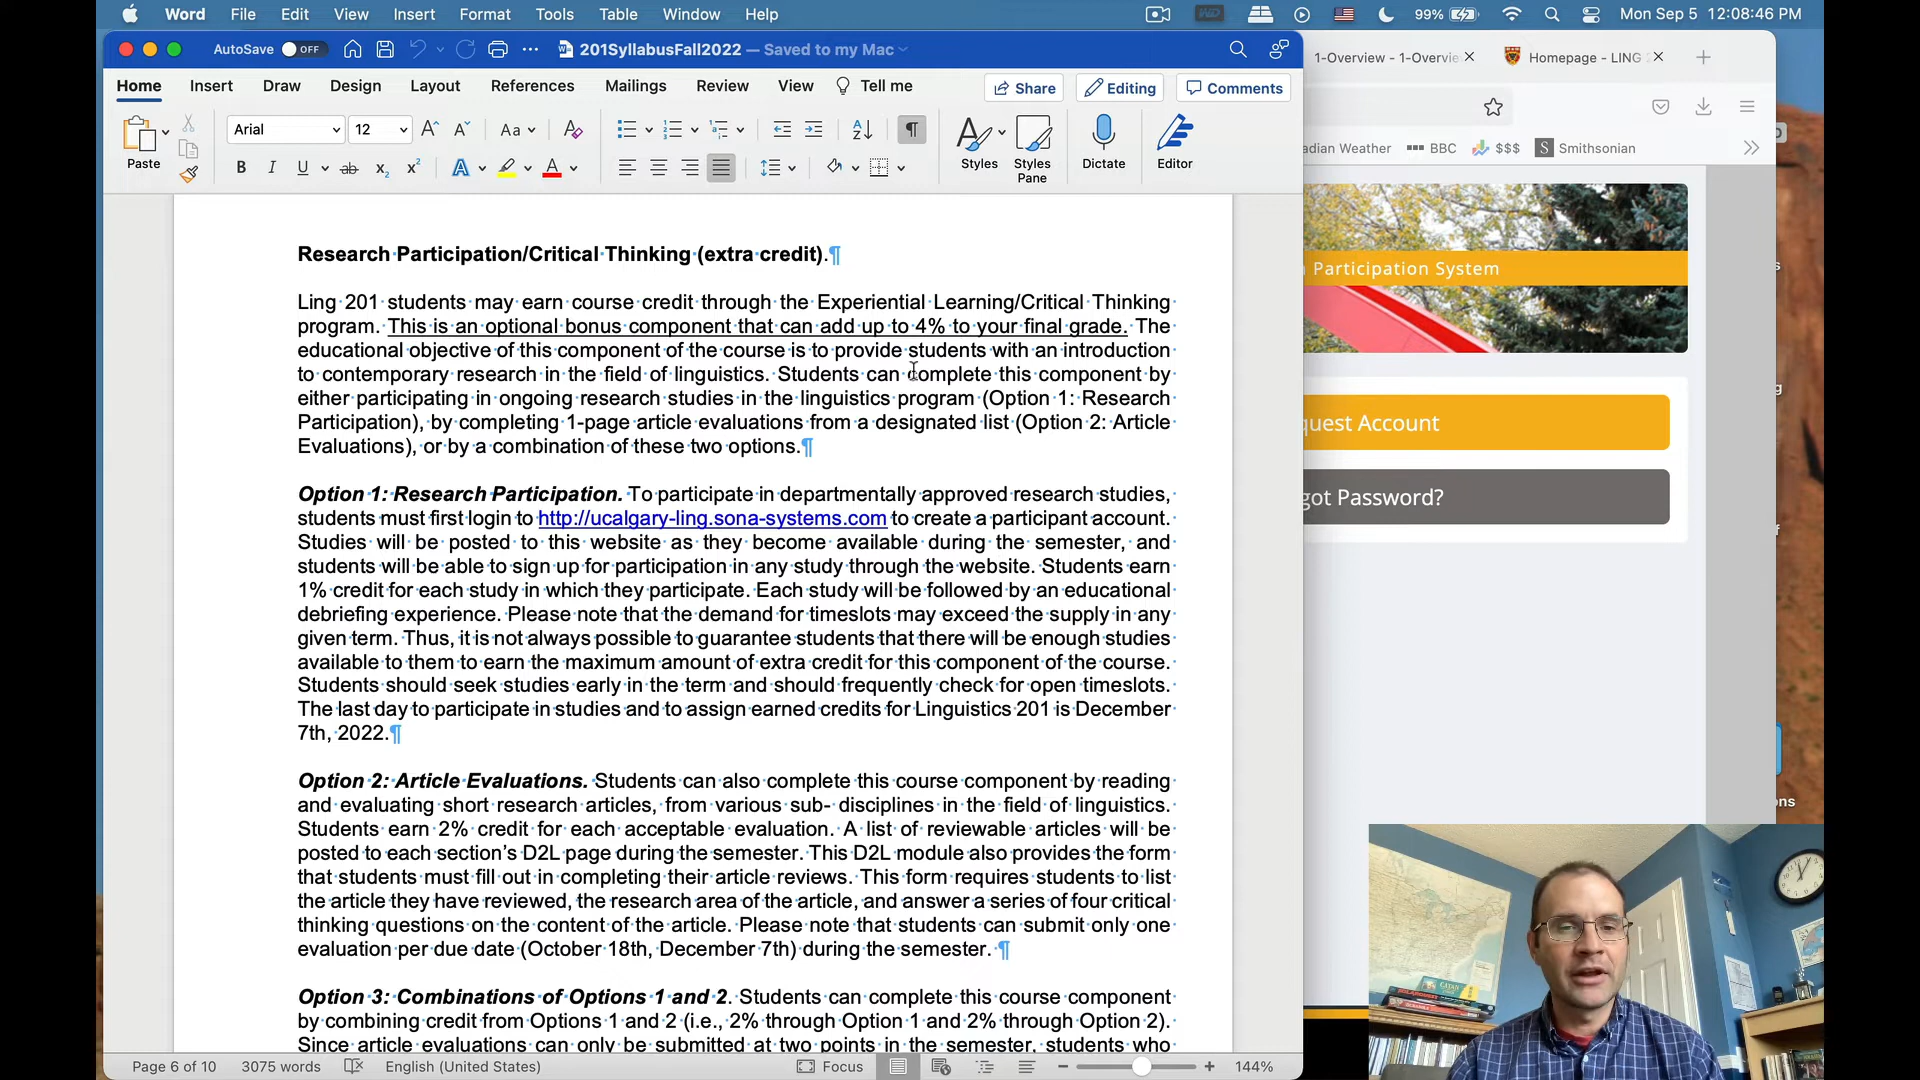 Word File Edit View Insert Format Tools Table Window Help 99% Mon Sep 5 12:08:46 PM
AutoSave OFF 201SyllabusFall2022 — Saved to my Mac
1-Overview - 1-Overvie Homepage - LING 2
Home Insert Draw Design Layout References Mailings Review View Tell me Share Editing Comments
Paste Arial 12 Aa Styles Styles Pane Dictate Editor
adian Weather BBC $$$ Smithsonian
Research Participation/Critical Thinking (extra credit).¶
Ling 201 students may earn course credit through the Experiential Learning/Critical Thinking
program. This is an optional bonus component that can add up to 4% to your final grade. The
educational objective of this component of the course is to provide students with an introduction
to contemporary research in the field of linguistics. Students can complete this component by
either participating in ongoing research studies in the linguistics program (Option 1: Research
Participation), by completing 1-page article evaluations from a designated list (Option 2: Article
Evaluations), or by a combination of these two options.¶
Option 1: Research Participation. To participate in departmentally approved research studies,
students must first login to http://ucalgary-ling.sona-systems.com to create a participant account.
Studies will be posted to this website as they become available during the semester, and
students will be able to sign up for participation in any study through the website. Students earn
1% credit for each study in which they participate. Each study will be followed by an educational
debriefing experience. Please note that the demand for timeslots may exceed the supply in any
given term. Thus, it is not always possible to guarantee students that there will be enough studies
available to them to earn the maximum amount of extra credit for this component of the course.
Students should seek studies early in the term and should frequently check for open timeslots.
The last day to participate in studies and to assign earned credits for Linguistics 201 is December
7th, 2022.¶
Option 2: Article Evaluations. Students can also complete this course component by reading
and evaluating short research articles, from various sub- disciplines in the field of linguistics.
Students earn 2% credit for each acceptable evaluation. A list of reviewable articles will be
posted to each section's D2L page during the semester. This D2L module also provides the form
that students must fill out in completing their article reviews. This form requires students to list
the article they have reviewed, the research area of the article, and answer a series of four critical
thinking questions on the content of the article. Please note that students can submit only one
evaluation per due date (October 18th, December 7th) during the semester. ¶
Option 3: Combinations of Options 1 and 2. Students can complete this course component
by combining credit from Options 1 and 2 (i.e., 2% through Option 1 and 2% through Option 2).
Since article evaluations can only be submitted at two points in the semester, students who
Participation System
quest Account
got Password?
Page 6 of 10 3075 words English (United States) Focus 144%